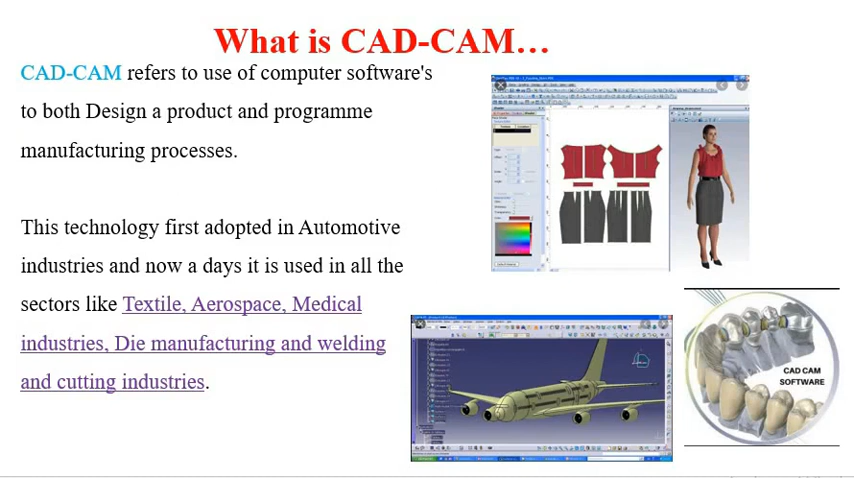 What is CAD-CAM…
CAD-CAM refers to use of computer software's
to both Design a product and programme
manufacturing processes.
This technology first adopted in Automotive
industries and now a days it is used in all the
sectors like Textile, Aerospace, Medical
industries, Die manufacturing and welding
and cutting industries.
CAD CAM
SOFTWARE